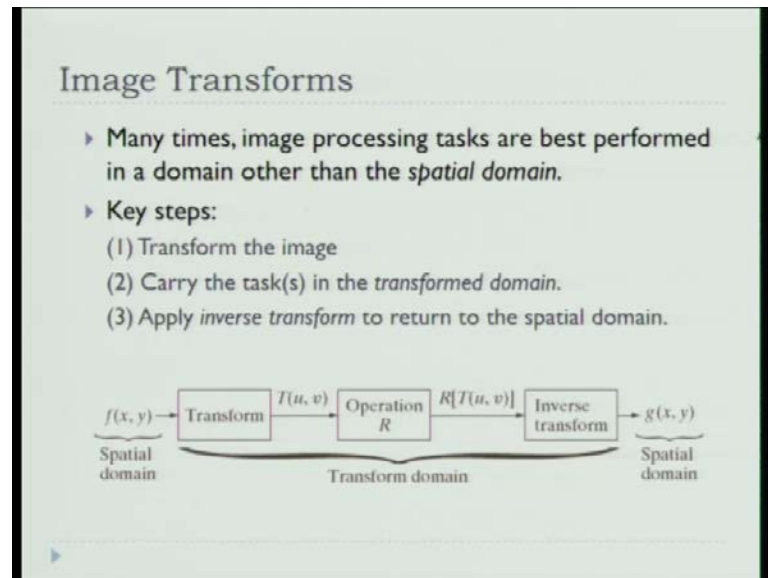 Image Transforms
Many times, image processing tasks are best performed
in a domain other than the spatial domain.
Key steps:
(1) Transform the image
(2) Carry the task(s) in the transformed domain.
(3) Apply inverse transform to return to the spatial domain.
f(x, y) Transform T(u, v) Operation R R[T(u, v)] Inverse transform g(x, y)
Spatial domain Transform domain Spatial domain